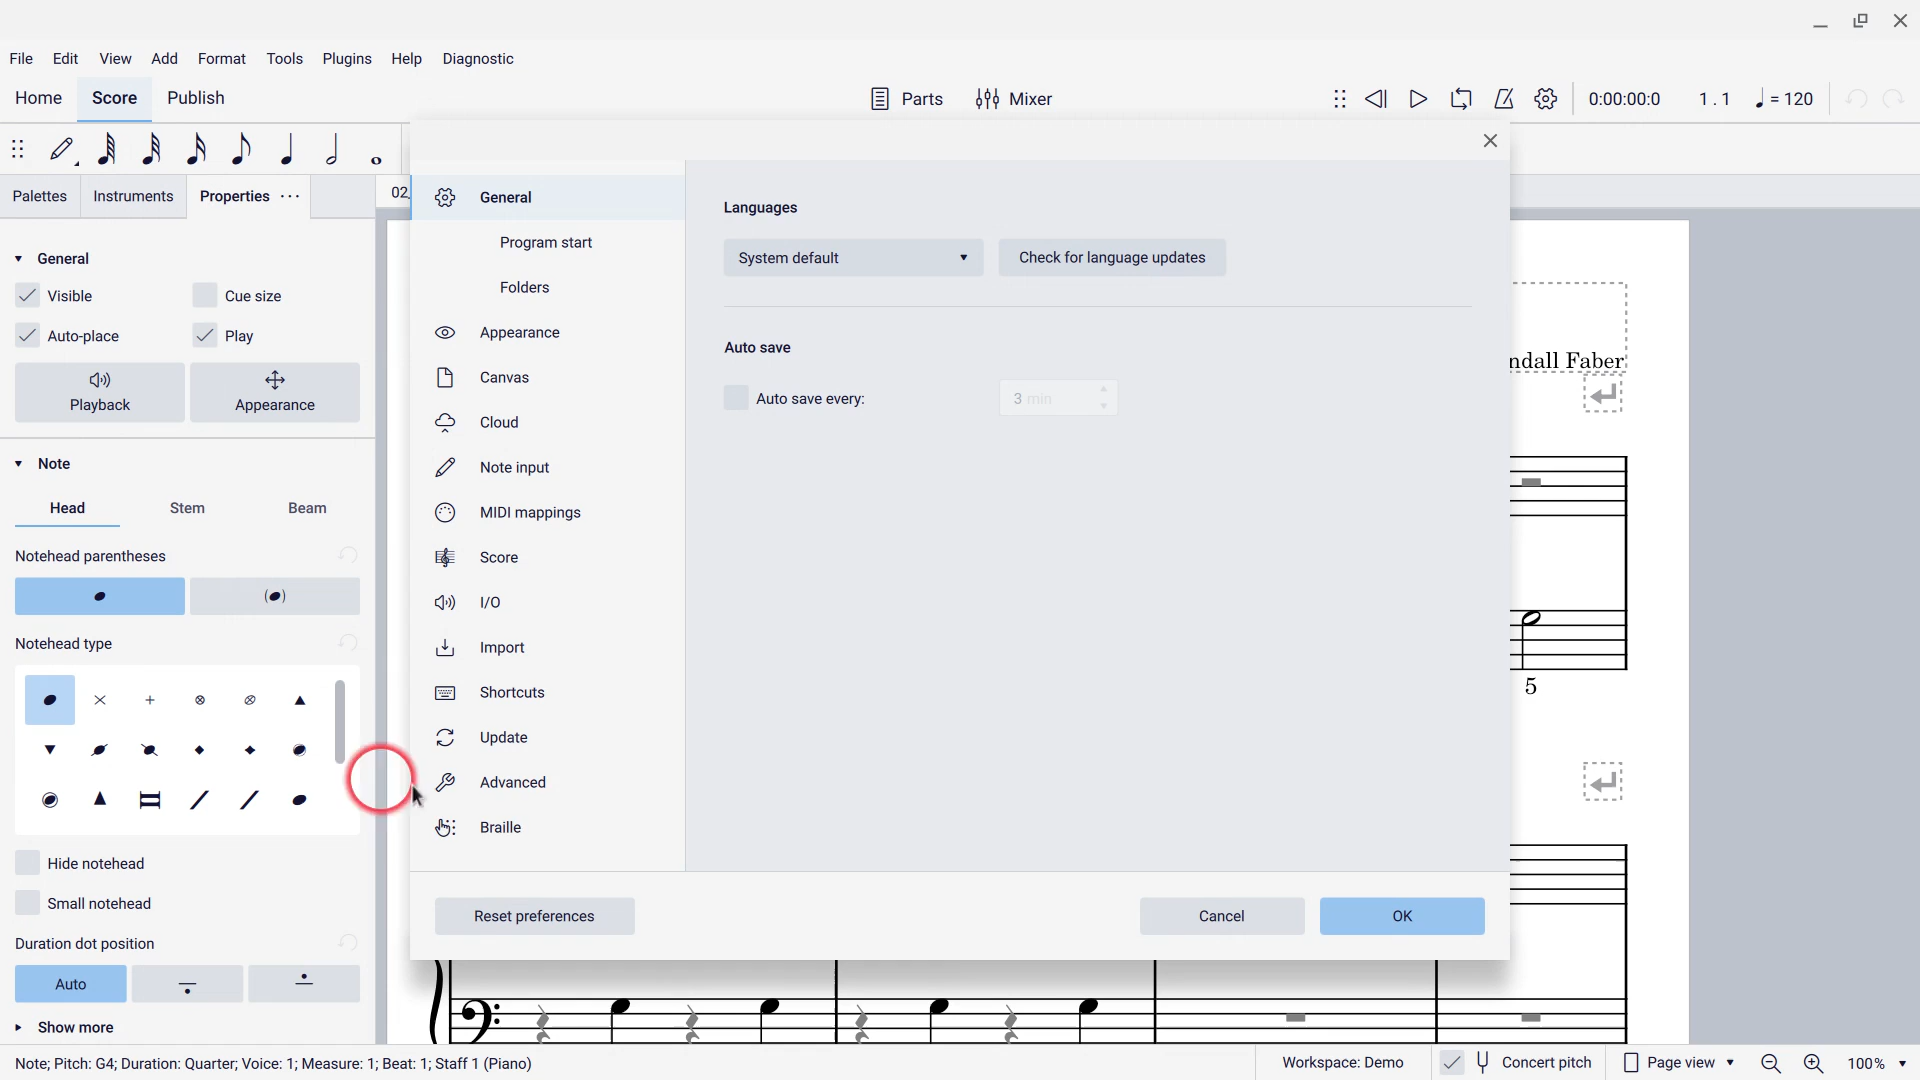 File Edit View Add Format Tools Plugins Help Diagnostic
Home Score Publish Parts Mixer 0:00:00:0 1 . 1 = 120
Palettes Instruments Properties 02
General
Visible Cue size
Auto-place Play
Playback Appearance
Note
Head Stem Beam
Notehead parentheses
Notehead type
Hide notehead
Small notehead
Duration dot position
Auto
Show more
General
Program start
Folders
Appearance
Canvas
Cloud
Note input
MIDI mappings
Score
I/O
Import
Shortcuts
Update
Advanced
Braille
Languages
System default Check for language updates
Auto save
Auto save every: 3 min
Reset preferences Cancel OK
ndall Faber
5
Note; Pitch: G4; Duration: Quarter; Voice: 1; Measure: 1; Beat: 1; Staff 1 (Piano) Workspace: Demo Concert pitch Page view 100%